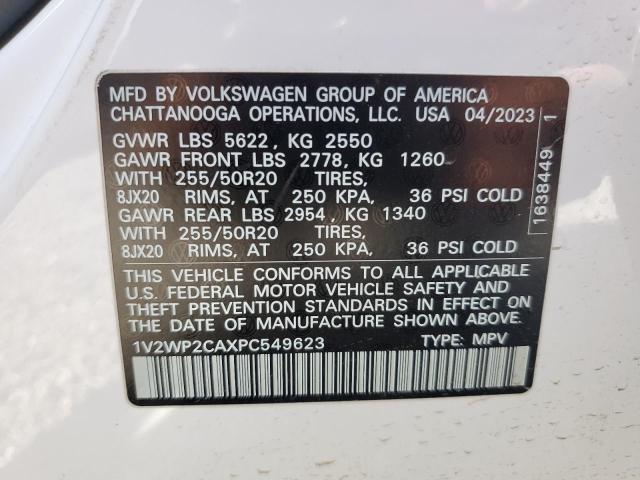 MFD BY VOLKSWAGEN GROUP OF AMERICA
CHATTANOOGA OPERATIONS, LLC. USA 04/2023
GVWR LBS 5622, KG 2550
GAWR FRONT LBS 2778, KG 1260
WITH 255/50R20 TIRES,
8JX20 RIMS, AT 250 KPA, 36 PSI COLD
GAWR REAR LBS 2954, KG 1340
WITH 255/50R20 TIRES,
8JX20 RIMS, AT 250 KPA, 36 PSI COLD
THIS VEHICLE CONFORMS TO ALL APPLICABLE
U.S. FEDERAL MOTOR VEHICLE SAFETY AND
THEFT PREVENTION STANDARDS IN EFFECT ON
THE DATE OF MANUFACTURE SHOWN ABOVE
1V2WP2CAXPC549623 TYPE: MPV
1638449 1